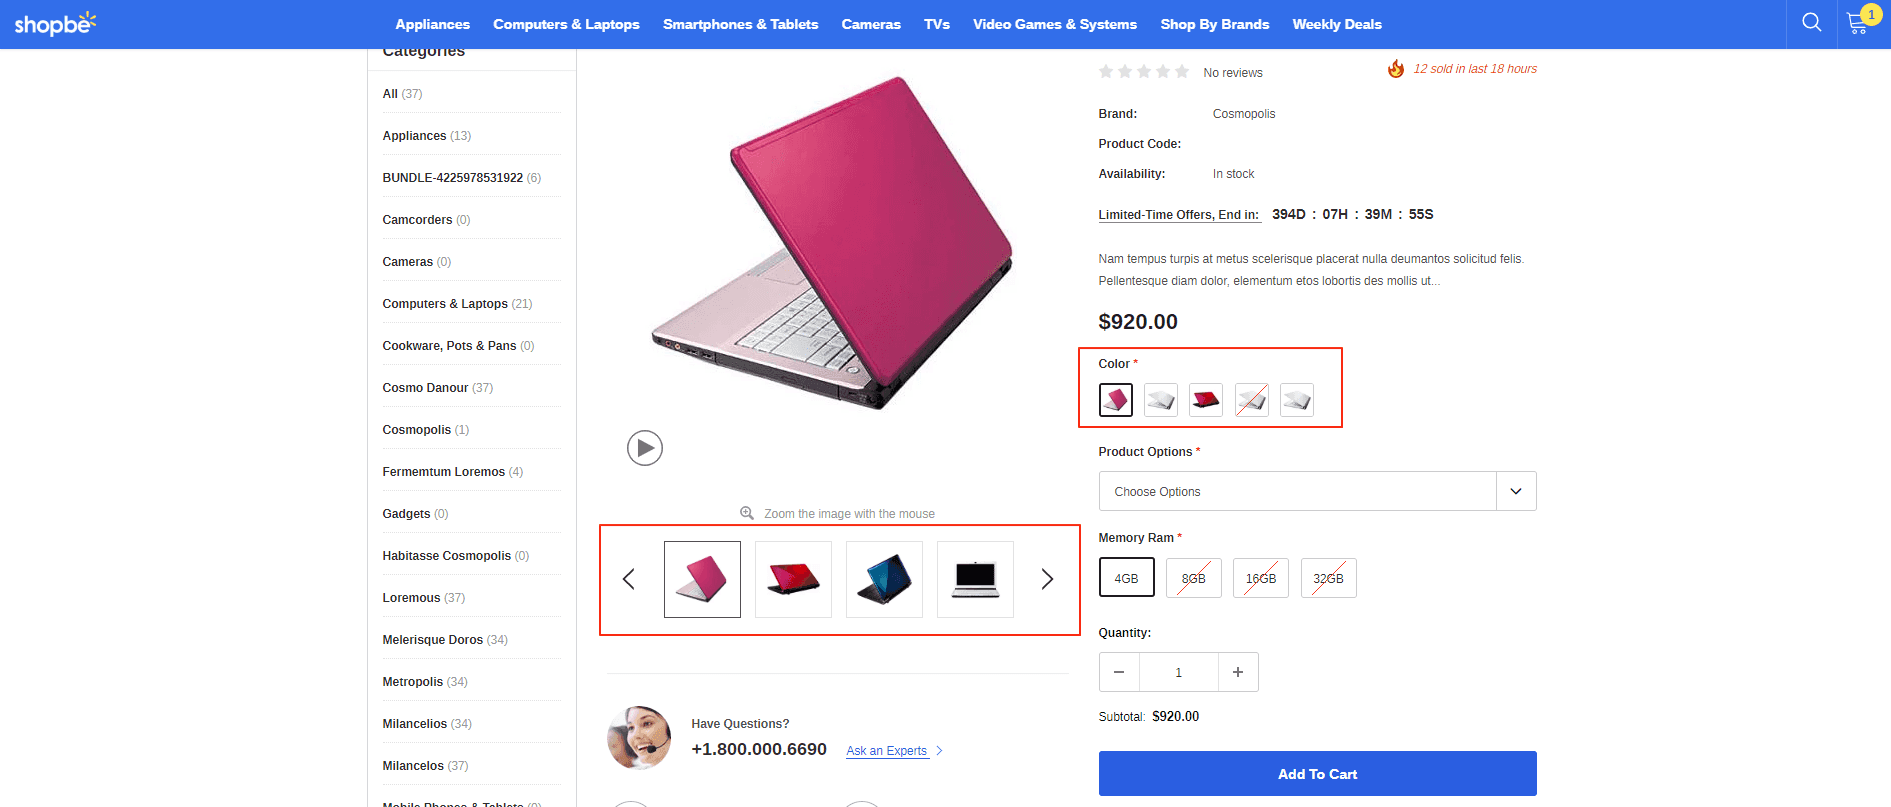 shopbe
Appliances Computers & Laptops Smartphones & Tablets Cameras TVs Video Games & Systems Shop By Brands Weekly Deals
1
Categories
All (37)
Appliances (13)
BUNDLE-4225978531922 (6)
Camcorders (0)
Cameras (0)
Computers & Laptops (21)
Cookware, Pots & Pans (0)
Cosmo Danour (37)
Cosmopolis (1)
Fermemtum Loremos (4)
Gadgets (0)
Habitasse Cosmopolis (0)
Loremous (37)
Melerisque Doros (34)
Metropolis (34)
Milancelios (34)
Milancelos (37)
Mobile Phones & Tablets (0)
Zoom the image with the mouse
Have Questions?
+1.800.000.6690 Ask an Experts
No reviews
12 sold in last 18 hours
Brand: Cosmopolis
Product Code:
Availability: In stock
Limited-Time Offers, End in: 394D : 07H : 39M : 55S
Nam tempus turpis at metus scelerisque placerat nulla deumantos solicitud felis.
Pellentesque diam dolor, elementum etos lobortis des mollis ut...
$920.00
Color *
Product Options *
Choose Options
Memory Ram *
4GB 8GB 16GB 32GB
Quantity:
− 1 +
Subtotal: $920.00
Add To Cart